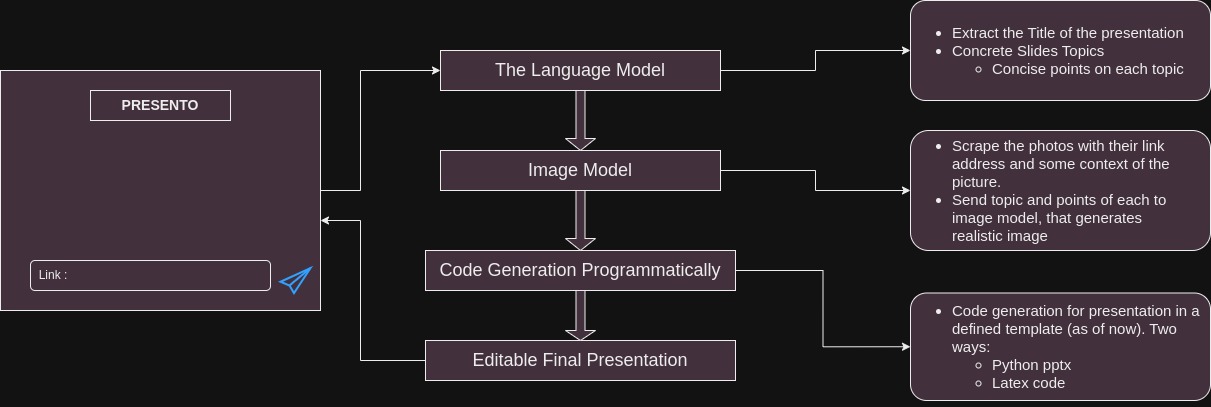 PRESENTO
Link :
The Language Model
Image Model
Code Generation Programmatically
Editable Final Presentation
• Extract the Title of the presentation
• Concrete Slides Topics
○ Concise points on each topic
• Scrape the photos with their link
address and some context of the
picture.
• Send topic and points of each to
image model, that generates
realistic image
• Code generation for presentation in a
defined template (as of now). Two
ways:
○ Python pptx
○ Latex code